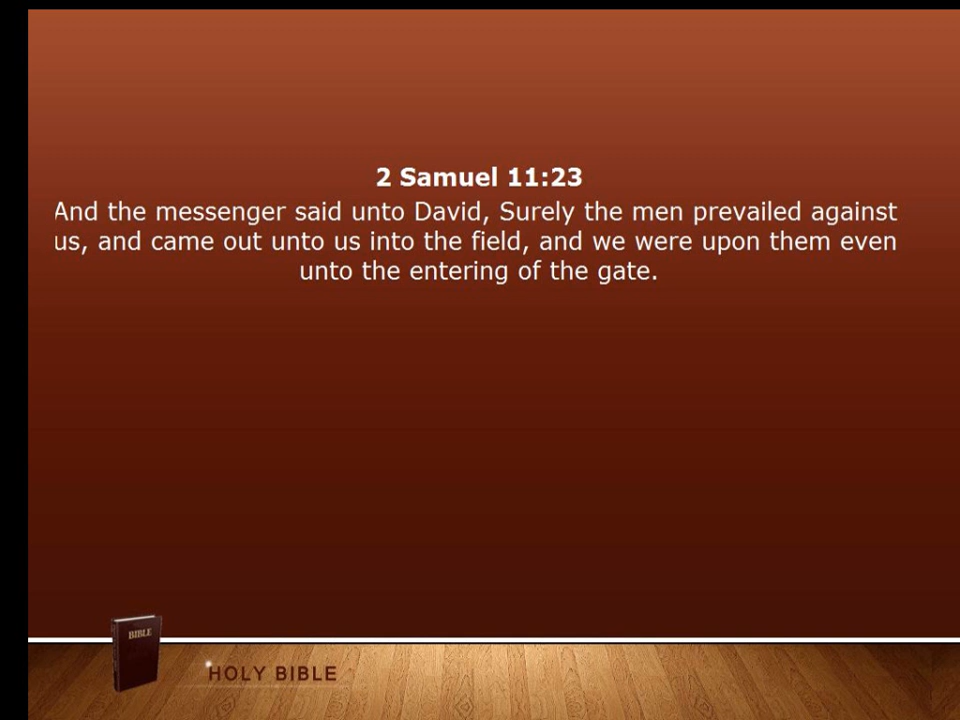 2 Samuel 11:23
And the messenger said unto David, Surely the men prevailed against
us, and came out unto us into the field, and we were upon them even
unto the entering of the gate.
BIBLE
HOLY BIBLE